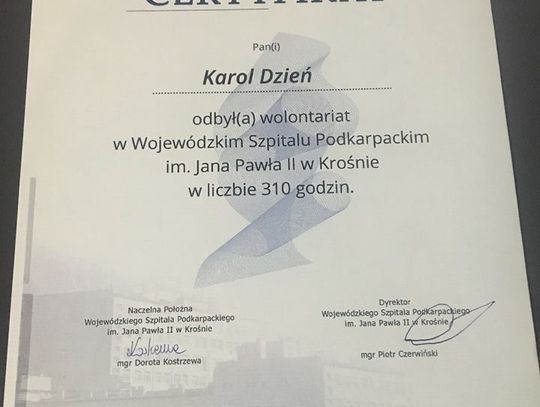 CERTYFIKAT
Pan(i)
Karol Dzień
odbył(a) wolontariat
w Wojewódzkim Szpitalu Podkarpackim
im. Jana Pawła II w Krośnie
w liczbie 310 godzin.
Naczelna Położna
Wojewódzkiego Szpitala Podkarpackiego
im. Jana Pawła II w Krośnie
Kostrzewa
mgr Dorota Kostrzewa
Dyrektor
Wojewódzkiego Szpitala Podkarpackiego
im. Jana Pawła II w Krośnie
mgr Piotr Czerwiński